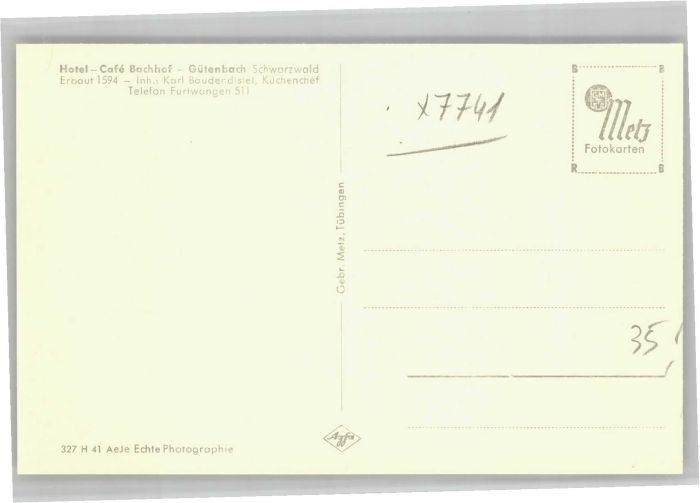 Hotel – Café Bachhof – Gütenbach Schwarzwald
Erbaut 1594 – Inh.: Karl Baudendistel, Küchenchef
Telefon Furtwangen 511
x7741
B B
Metz
Fotokarten
R B
Gebr. Metz, Tübingen
35
Agfa
327 H 41 AeJe Echte Photographie